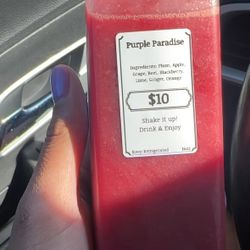 Purple Paradise
Ingredients: Pear, Apple,
Grape, Beet, Blackberry,
Lime, Ginger, Orange
$10
Shake it up!
Drink & Enjoy
Keep Refrigerated